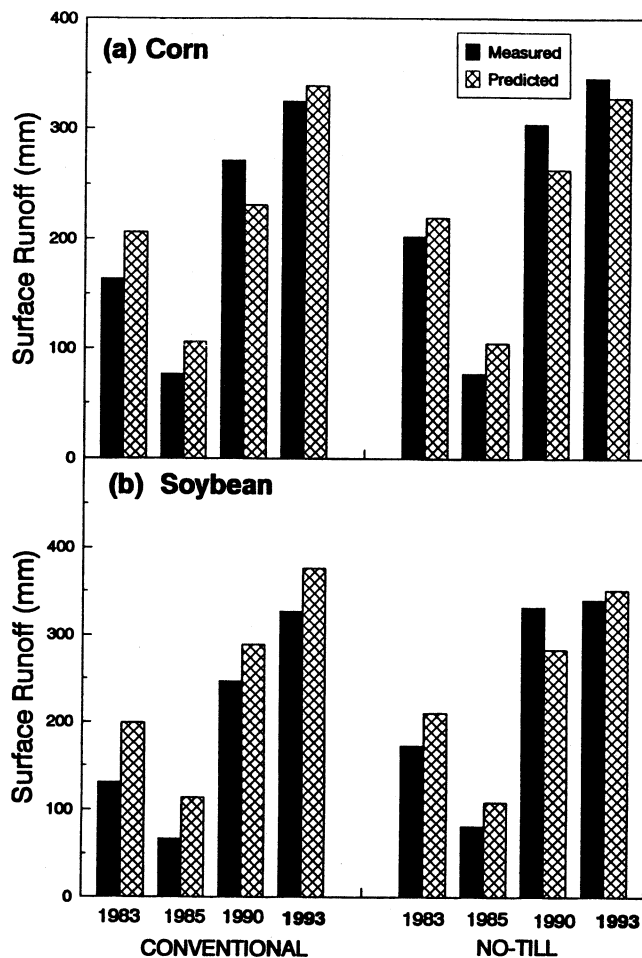 400
(a) Corn
Measured
Predicted
300
200
100
0
Surface Runoff (mm)
(b) Soybean
400
300
200
100
0
Surface Runoff (mm)
1983 1985 1990 1993 1983 1985 1990 1993
CONVENTIONAL NO-TILL